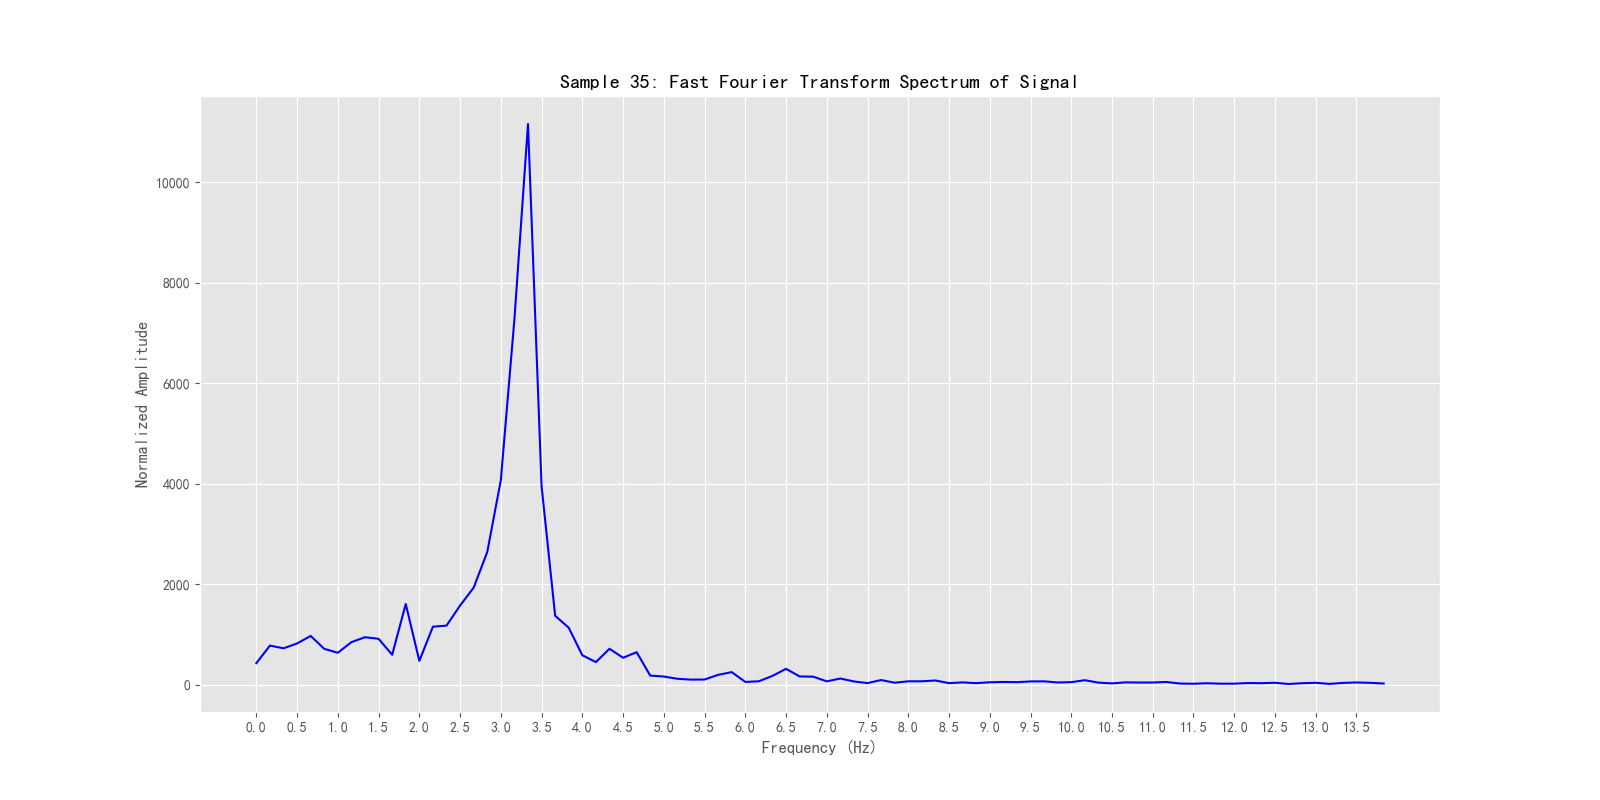 Sample 35: Fast Fourier Transform Spectrum of Signal
Normalized Amplitude
10000
8000
6000
4000
2000
0
0.0 0.5 1.0 1.5 2.0 2.5 3.0 3.5 4.0 4.5 5.0 5.5 6.0 6.5 7.0 7.5 8.0 8.5 9.0 9.5 10.0 10.5 11.0 11.5 12.0 12.5 13.0 13.5
Frequency (Hz)